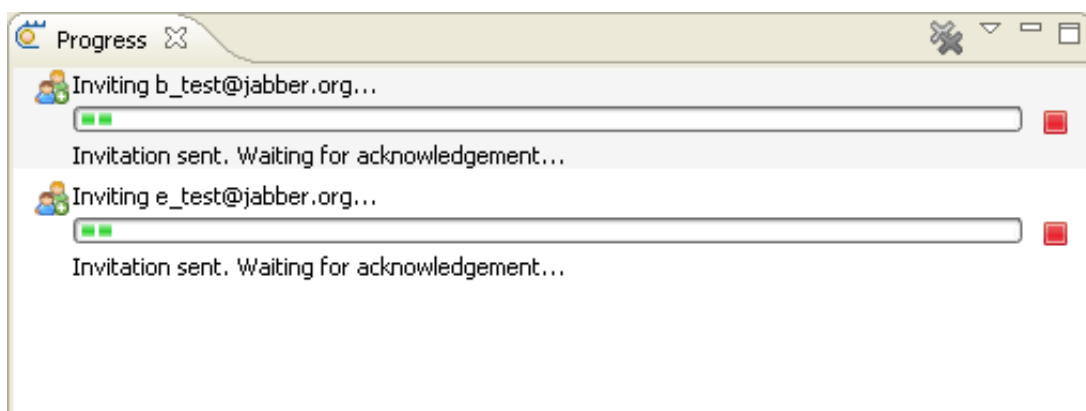 Progress
Inviting b_test@jabber.org...
Invitation sent. Waiting for acknowledgement...
Inviting e_test@jabber.org...
Invitation sent. Waiting for acknowledgement...